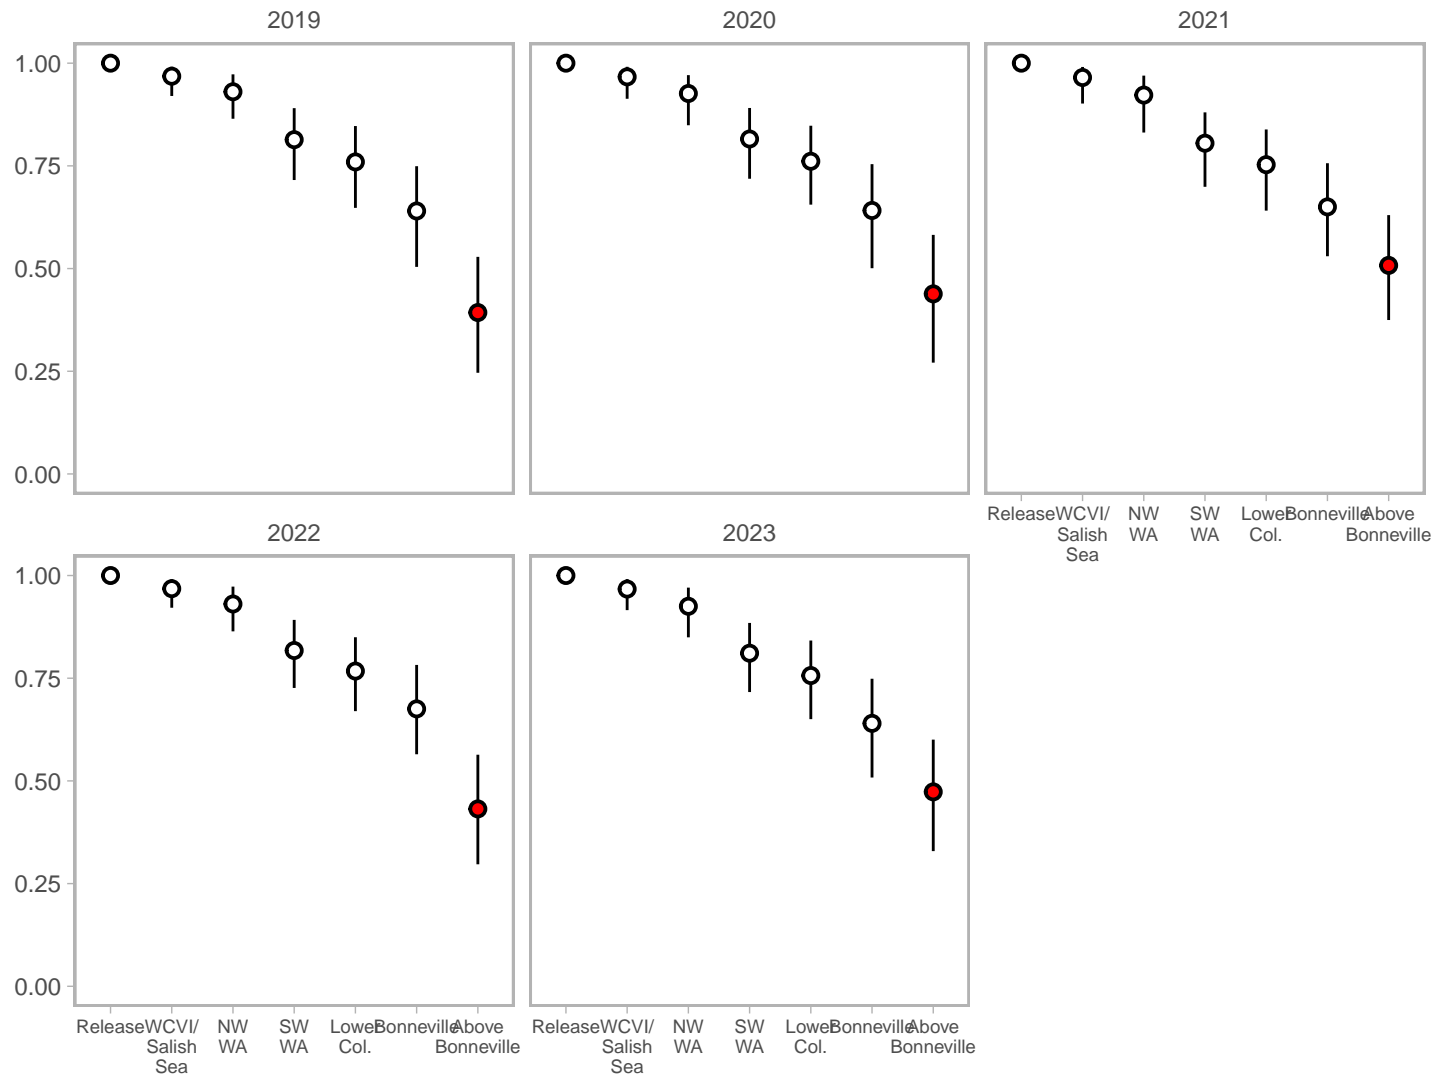 2019 2020 2021
1.00
0.75
0.50
0.25
0.00
Release WCVI/ NW SW Lower Bonneville Above
Salish WA WA Col. Bonneville
Sea
2022 2023
1.00
0.75
0.50
0.25
0.00
Release WCVI/ NW SW Lower Bonneville Above Release WCVI/ NW SW Lower Bonneville Above
Salish WA WA Col. Bonneville Salish WA WA Col. Bonneville
Sea Sea